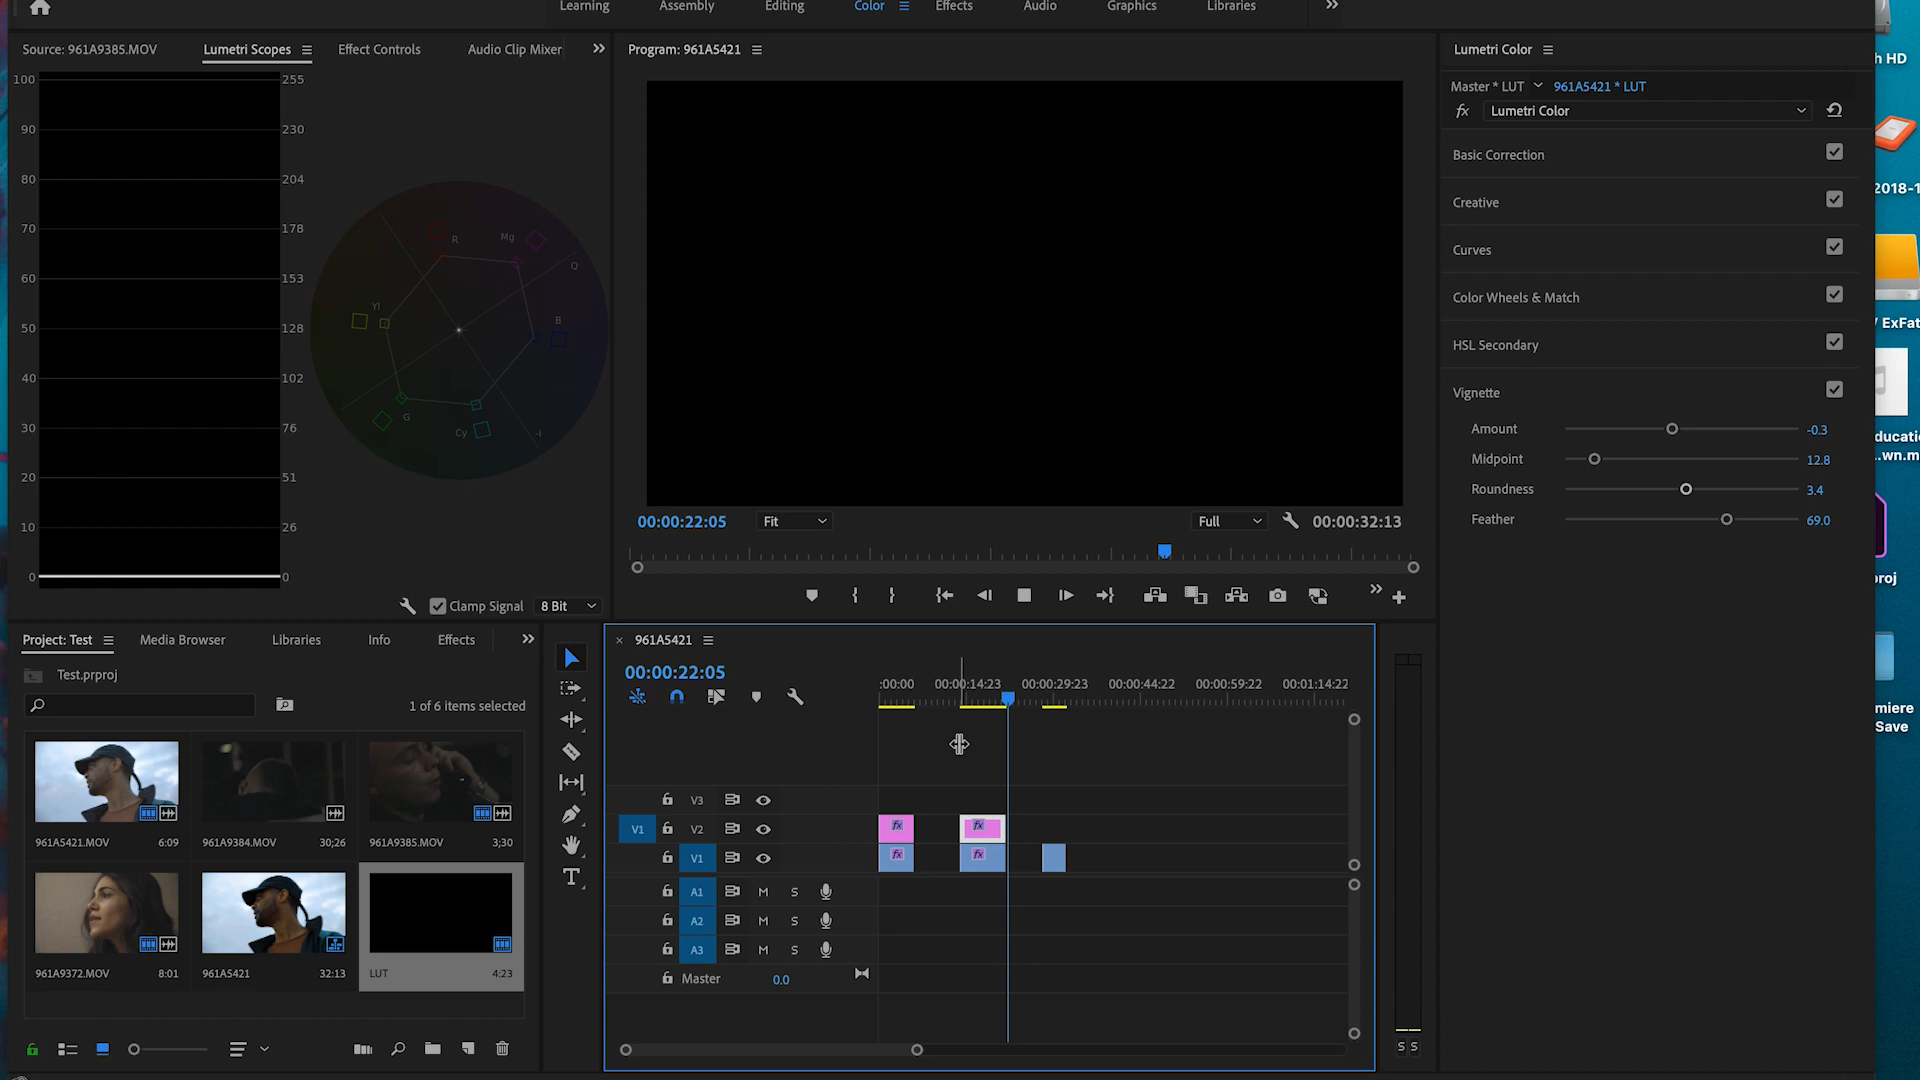 Learning Assembly Editing Color Effects Audio Graphics Libraries
Source: 961A9385.MOV Lumetri Scopes Effect Controls Audio Clip Mixer
100 255
90 230
80 204
70 178
60 153
50 128
40 102
30 76
20 51
10 26
0 0
R Mg Q
Yl B
G Cy -i
Clamp Signal 8 Bit
Program: 961A5421
00:00:22:05 Fit Full 00:00:32:13
Lumetri Color
Master * LUT 961A5421 * LUT
fx Lumetri Color
Basic Correction
Creative
Curves
Color Wheels & Match
HSL Secondary
Vignette
Amount -0.3
Midpoint 12.8
Roundness 3.4
Feather 69.0
Project: Test Media Browser Libraries Info Effects
Test.prproj
1 of 6 items selected
961A5421.MOV 6:09 961A9384.MOV 30;26 961A9385.MOV 3;30
961A9372.MOV 8:01 961A5421 32:13 LUT 4:23
961A5421
00:00:22:05
:00:00 00:00:14:23 00:00:29:23 00:00:44:22 00:00:59:22 00:01:14:22
V3
V1 V2 fx fx
V1 fx fx
A1 M S
A2 M S
A3 M S
Master 0.0
S S
h HD
2018-1
ExFat
ducati
..wn.m
roj
miere
Save